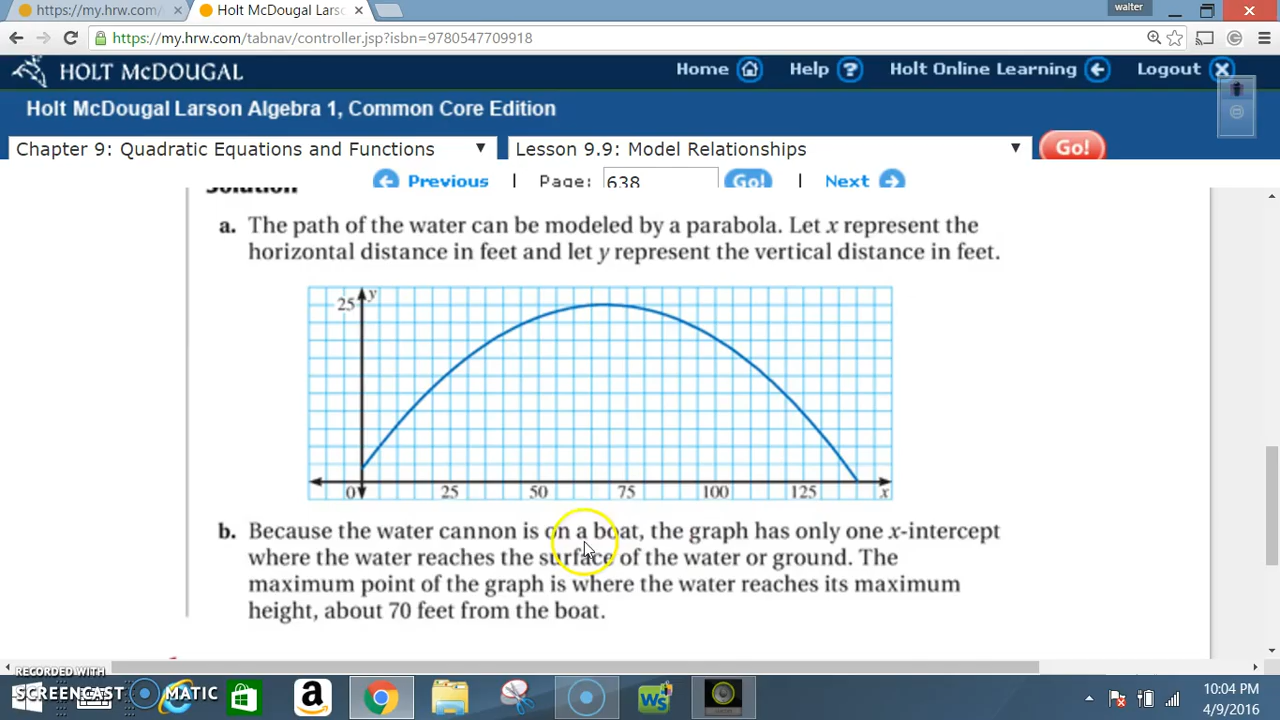 https://my.hrw.com/
Holt McDougal Lars
walter
https://my.hrw.com/tabnav/controller.jsp?isbn=9780547709918
HOLT McDOUGAL
Home
Help
Holt Online Learning
Logout
Holt McDougal Larson Algebra 1, Common Core Edition
Chapter 9: Quadratic Equations and Functions
Lesson 9.9: Model Relationships
Go!
Previous | Page: 638 Go! | Next
Solution
a. The path of the water can be modeled by a parabola. Let x represent the
horizontal distance in feet and let y represent the vertical distance in feet.
25 y
0 25 50 75 100 125 x
b. Because the water cannon is on a boat, the graph has only one x-intercept
where the water reaches the surface of the water or ground. The
maximum point of the graph is where the water reaches its maximum
height, about 70 feet from the boat.
RECORDED WITH
SCREENCAST MATIC
10:04 PM
4/9/2016